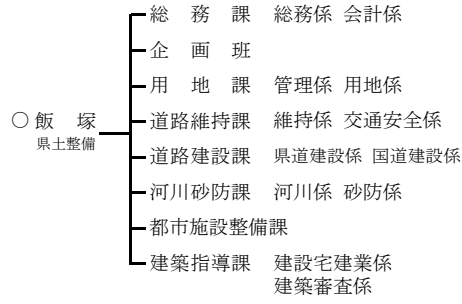 総務課 総務係 会計係
企画班
用地課 管理係 用地係
○飯塚 道路維持課 維持係 交通安全係
県土整備
道路建設課 県道建設係 国道建設係
河川砂防課 河川係 砂防係
都市施設整備課
建築指導課 建設宅建業係
建築審査係